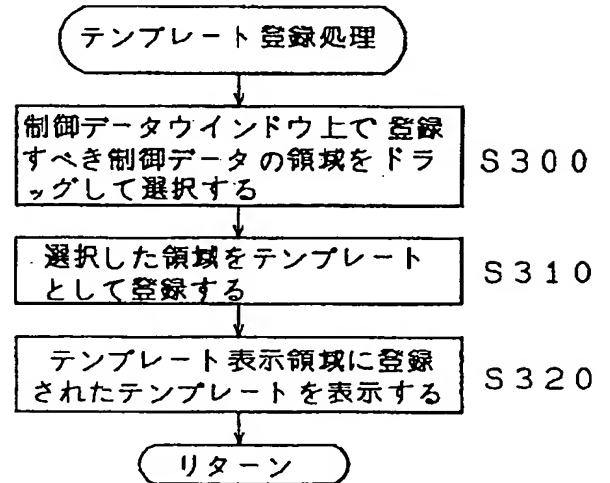 テンプレート登録処理
制御データウインドウ上で登録
すべき制御データの領域をドラ
ッグして選択する
S300
選択した領域をテンプレート
として登録する
S310
テンプレート表示領域に登録
されたテンプレートを表示する
S320
リターン